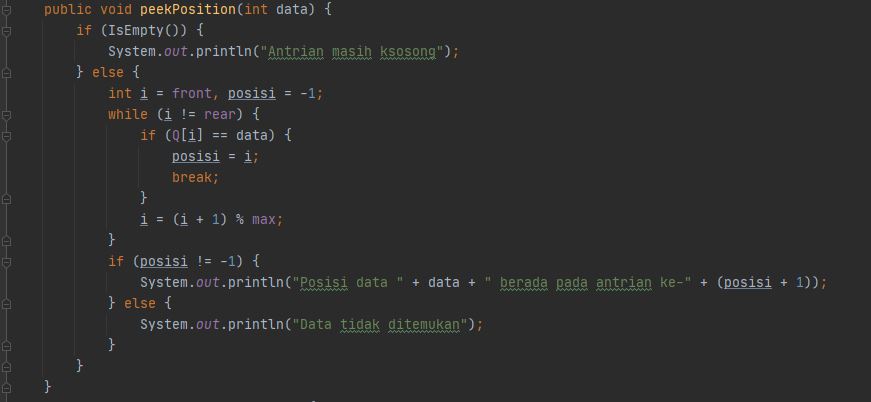 public void peekPosition(int data) {
if (IsEmpty()) {
System.out.println("Antrian masih ksosong");
} else {
int i = front, posisi = -1;
while (i != rear) {
if (Q[i] == data) {
posisi = i;
break;
}
i = (i + 1) % max;
}
if (posisi != -1) {
System.out.println("Posisi data " + data + " berada pada antrian ke-" + (posisi + 1));
} else {
System.out.println("Data tidak ditemukan");
}
}
}